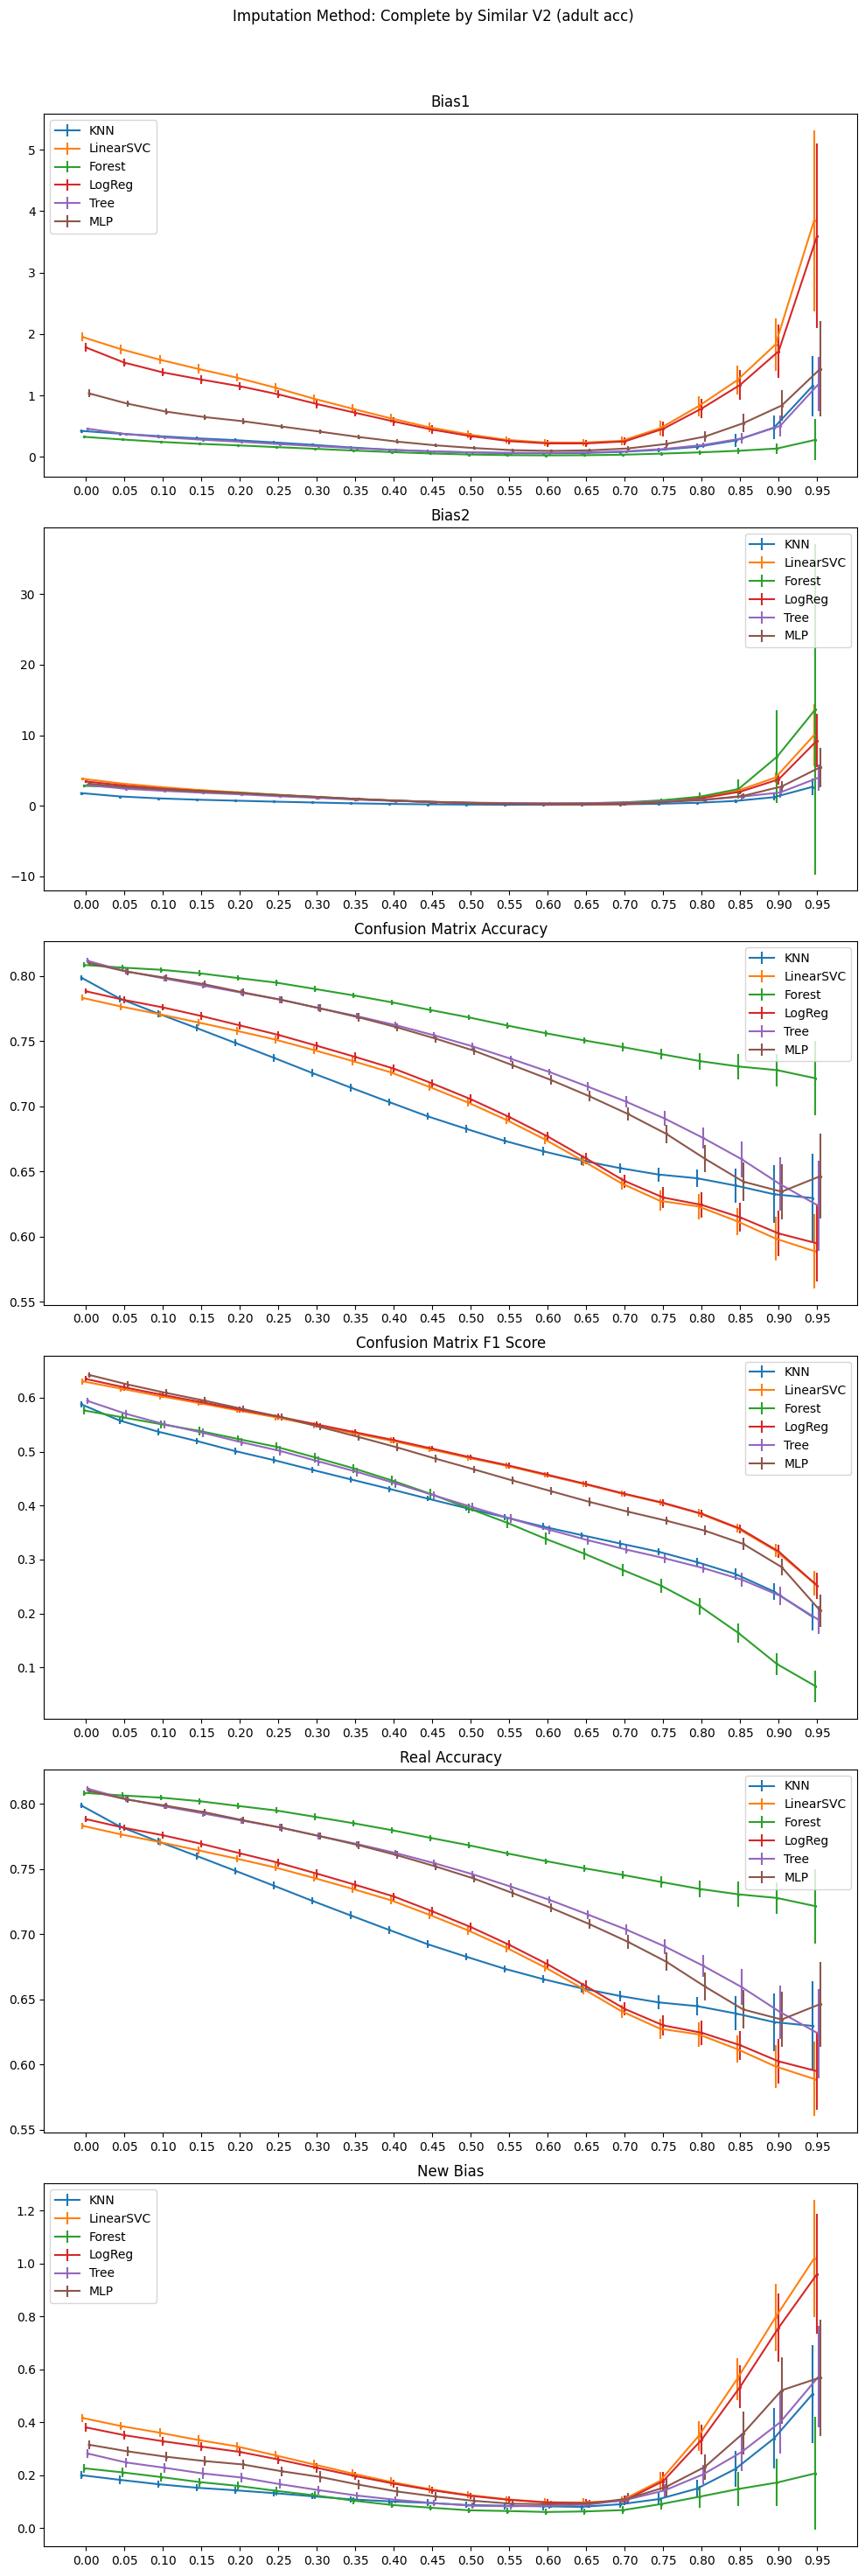 Imputation Method: Complete by Similar V2 (adult acc)
Bias1
KNN
LinearSVC
Forest
LogReg
Tree
MLP
5
4
3
2
1
0
0.00 0.05 0.10 0.15 0.20 0.25 0.30 0.35 0.40 0.45 0.50 0.55 0.60 0.65 0.70 0.75 0.80 0.85 0.90 0.95
Bias2
KNN
LinearSVC
Forest
LogReg
Tree
MLP
30
20
10
0
−10
0.00 0.05 0.10 0.15 0.20 0.25 0.30 0.35 0.40 0.45 0.50 0.55 0.60 0.65 0.70 0.75 0.80 0.85 0.90 0.95
Confusion Matrix Accuracy
KNN
LinearSVC
Forest
LogReg
Tree
MLP
0.80
0.75
0.70
0.65
0.60
0.55
0.00 0.05 0.10 0.15 0.20 0.25 0.30 0.35 0.40 0.45 0.50 0.55 0.60 0.65 0.70 0.75 0.80 0.85 0.90 0.95
Confusion Matrix F1 Score
KNN
LinearSVC
Forest
LogReg
Tree
MLP
0.6
0.5
0.4
0.3
0.2
0.1
0.00 0.05 0.10 0.15 0.20 0.25 0.30 0.35 0.40 0.45 0.50 0.55 0.60 0.65 0.70 0.75 0.80 0.85 0.90 0.95
Real Accuracy
KNN
LinearSVC
Forest
LogReg
Tree
MLP
0.80
0.75
0.70
0.65
0.60
0.55
0.00 0.05 0.10 0.15 0.20 0.25 0.30 0.35 0.40 0.45 0.50 0.55 0.60 0.65 0.70 0.75 0.80 0.85 0.90 0.95
New Bias
KNN
LinearSVC
Forest
LogReg
Tree
MLP
1.2
1.0
0.8
0.6
0.4
0.2
0.0
0.00 0.05 0.10 0.15 0.20 0.25 0.30 0.35 0.40 0.45 0.50 0.55 0.60 0.65 0.70 0.75 0.80 0.85 0.90 0.95